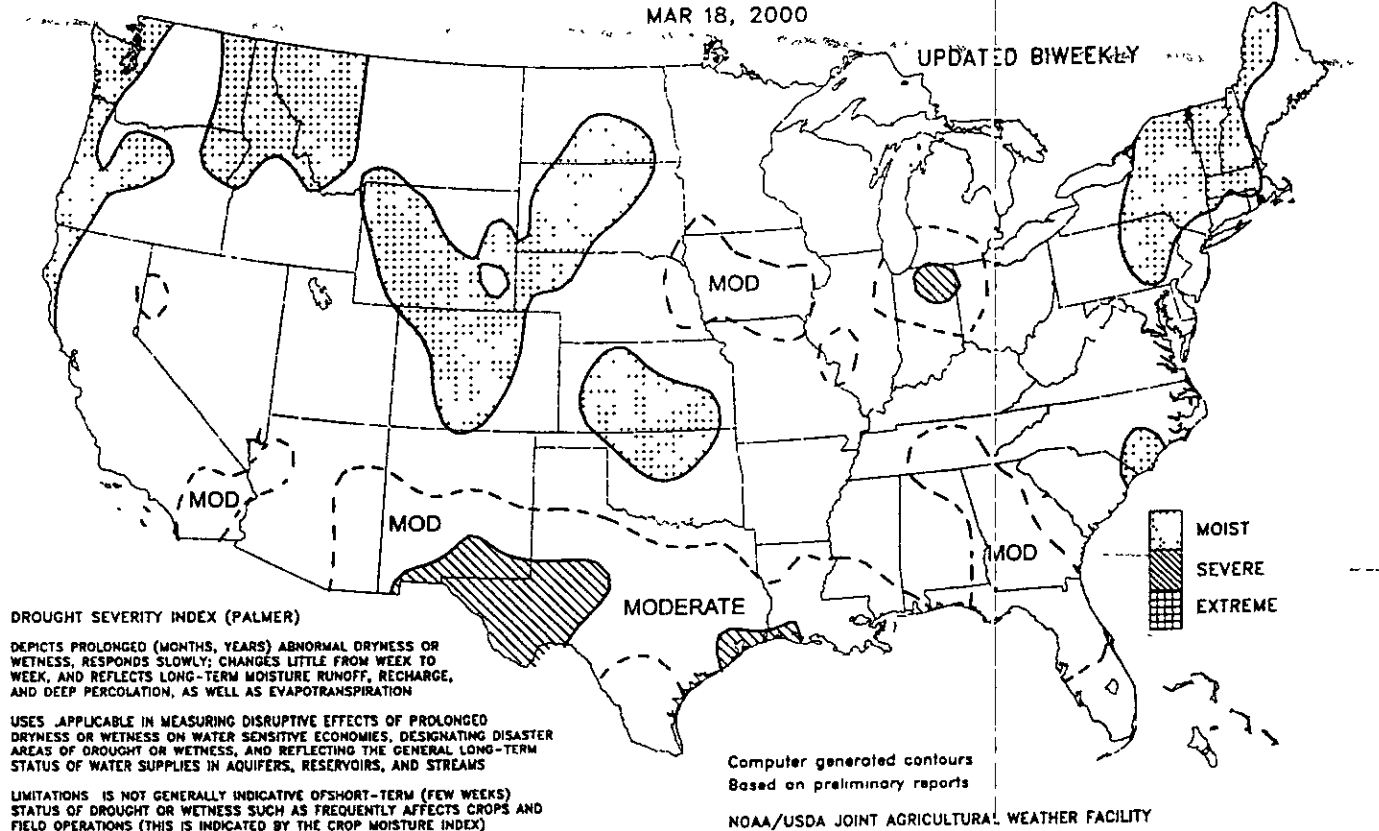 MAR 18, 2000
UPDATED BIWEEKLY
MOD
MOD
MOD
MODERATE
MOD
MOIST
SEVERE
EXTREME
DROUGHT SEVERITY INDEX (PALMER)
DEPICTS PROLONGED (MONTHS, YEARS) ABNORMAL DRYNESS OR
WETNESS, RESPONDS SLOWLY; CHANGES LITTLE FROM WEEK TO
WEEK, AND REFLECTS LONG-TERM MOISTURE RUNOFF, RECHARGE,
AND DEEP PERCOLATION, AS WELL AS EVAPOTRANSPIRATION
USES APPLICABLE IN MEASURING DISRUPTIVE EFFECTS OF PROLONGED
DRYNESS OR WETNESS ON WATER SENSITIVE ECONOMIES, DESIGNATING DISASTER
AREAS OF DROUGHT OR WETNESS, AND REFLECTING THE GENERAL LONG-TERM
STATUS OF WATER SUPPLIES IN AQUIFERS, RESERVOIRS, AND STREAMS
LIMITATIONS IS NOT GENERALLY INDICATIVE OFSHORT-TERM (FEW WEEKS)
STATUS OF DROUGHT OR WETNESS SUCH AS FREQUENTLY AFFECTS CROPS AND
FIELD OPERATIONS (THIS IS INDICATED BY THE CROP MOISTURE INDEX)
Computer generated contours
Based on preliminary reports
NOAA/USDA JOINT AGRICULTURAL WEATHER FACILITY